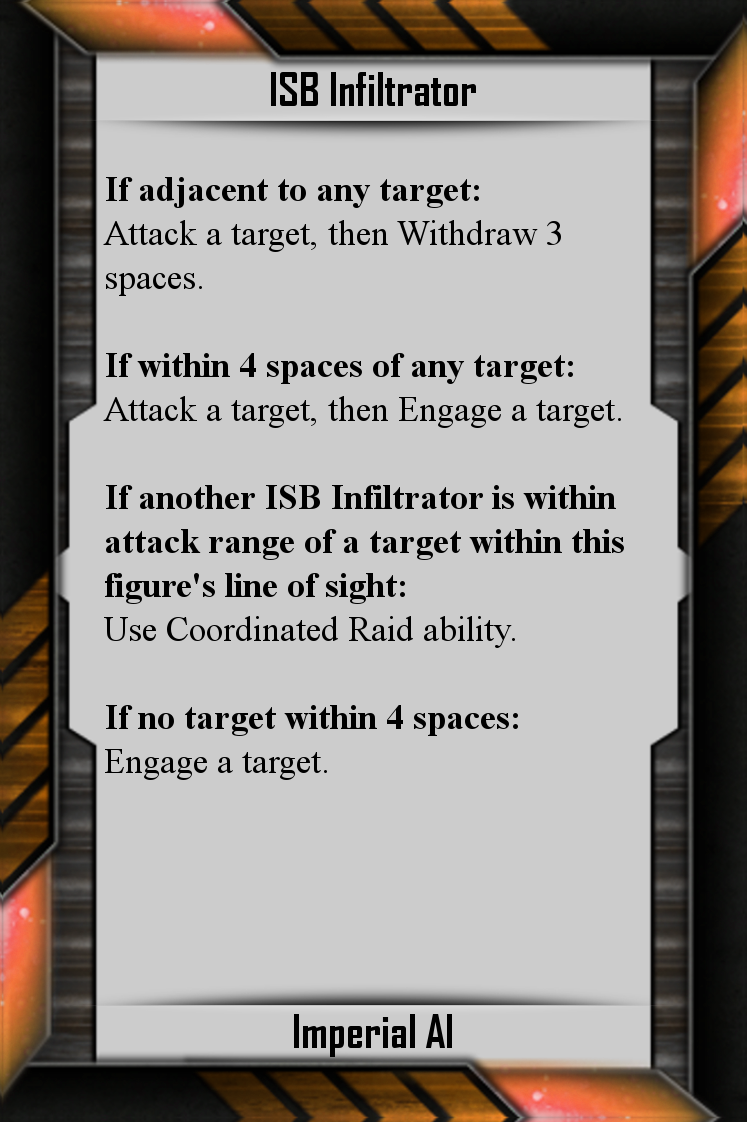 ISB Infiltrator
If adjacent to any target:
Attack a target, then Withdraw 3
spaces.
If within 4 spaces of any target:
Attack a target, then Engage a target.
If another ISB Infiltrator is within
attack range of a target within this
figure's line of sight:
Use Coordinated Raid ability.
If no target within 4 spaces:
Engage a target.
Imperial AI